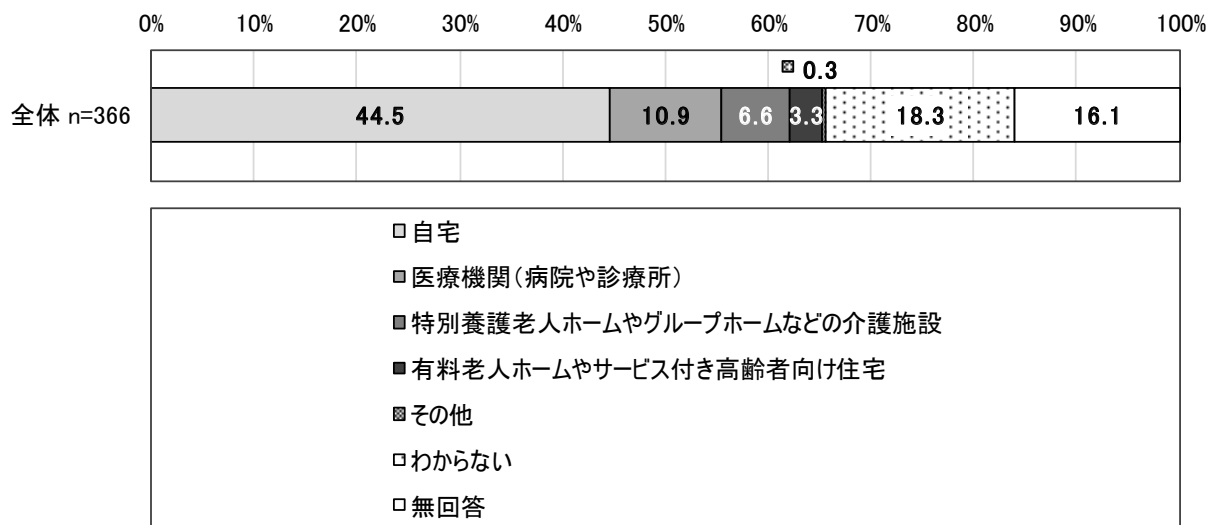 0% 10% 20% 30% 40% 50% 60% 70% 80% 90% 100%
0.3
全体 n=366 44.5 10.9 6.6 3.3 18.3 16.1
自宅
医療機関（病院や診療所）
特別養護老人ホームやグループホームなどの介護施設
有料老人ホームやサービス付き高齢者向け住宅
その他
わからない
無回答